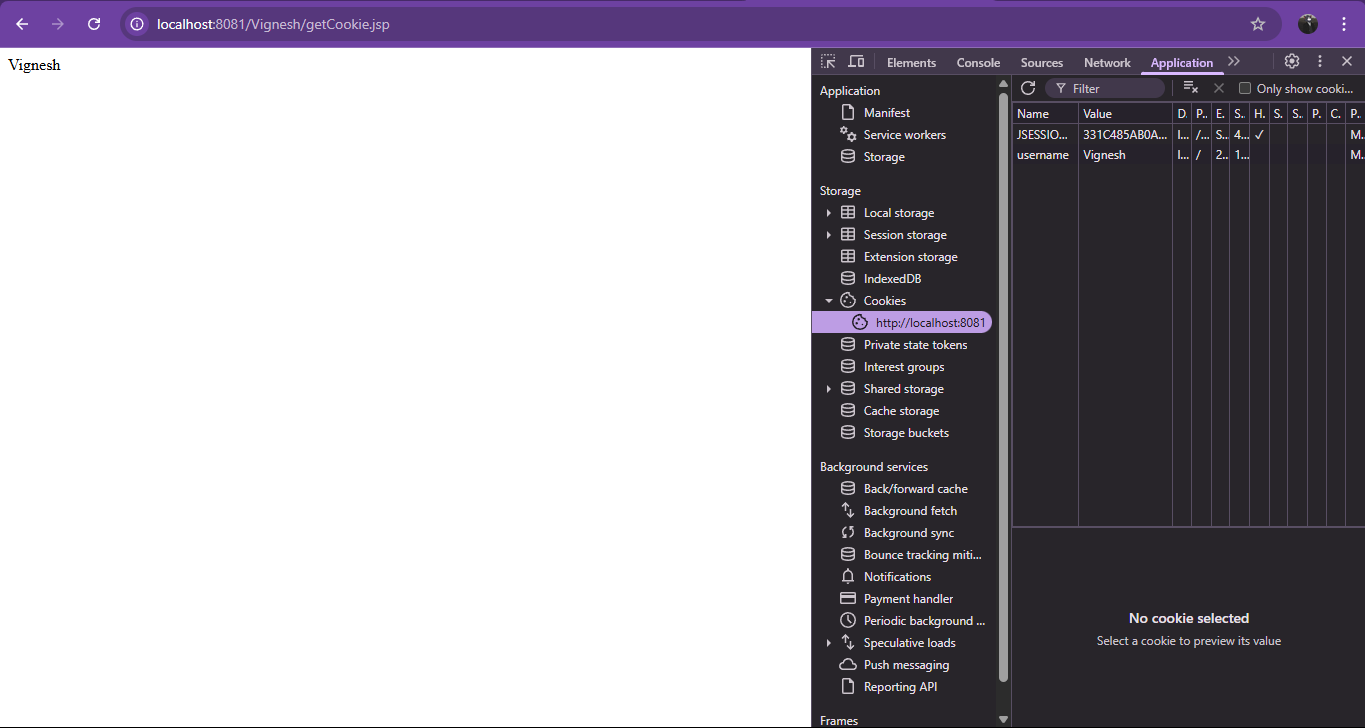 localhost:8081/Vignesh/getCookie.jsp
Vignesh
Elements Console Sources Network Application
Application
Manifest
Service workers
Storage
Storage
Local storage
Session storage
Extension storage
IndexedDB
Cookies
http://localhost:8081
Private state tokens
Interest groups
Shared storage
Cache storage
Storage buckets
Background services
Back/forward cache
Background fetch
Background sync
Bounce tracking miti...
Notifications
Payment handler
Periodic background ...
Speculative loads
Push messaging
Reporting API
Frames
Filter Only show cooki...
Name Value D. P.. E. S.. H. S. S.. P. C. P..
JSESSIO... 331C485AB0A... l... /... S... 4... ✓ M..
username Vignesh l... / 2.. 1... M..
No cookie selected
Select a cookie to preview its value